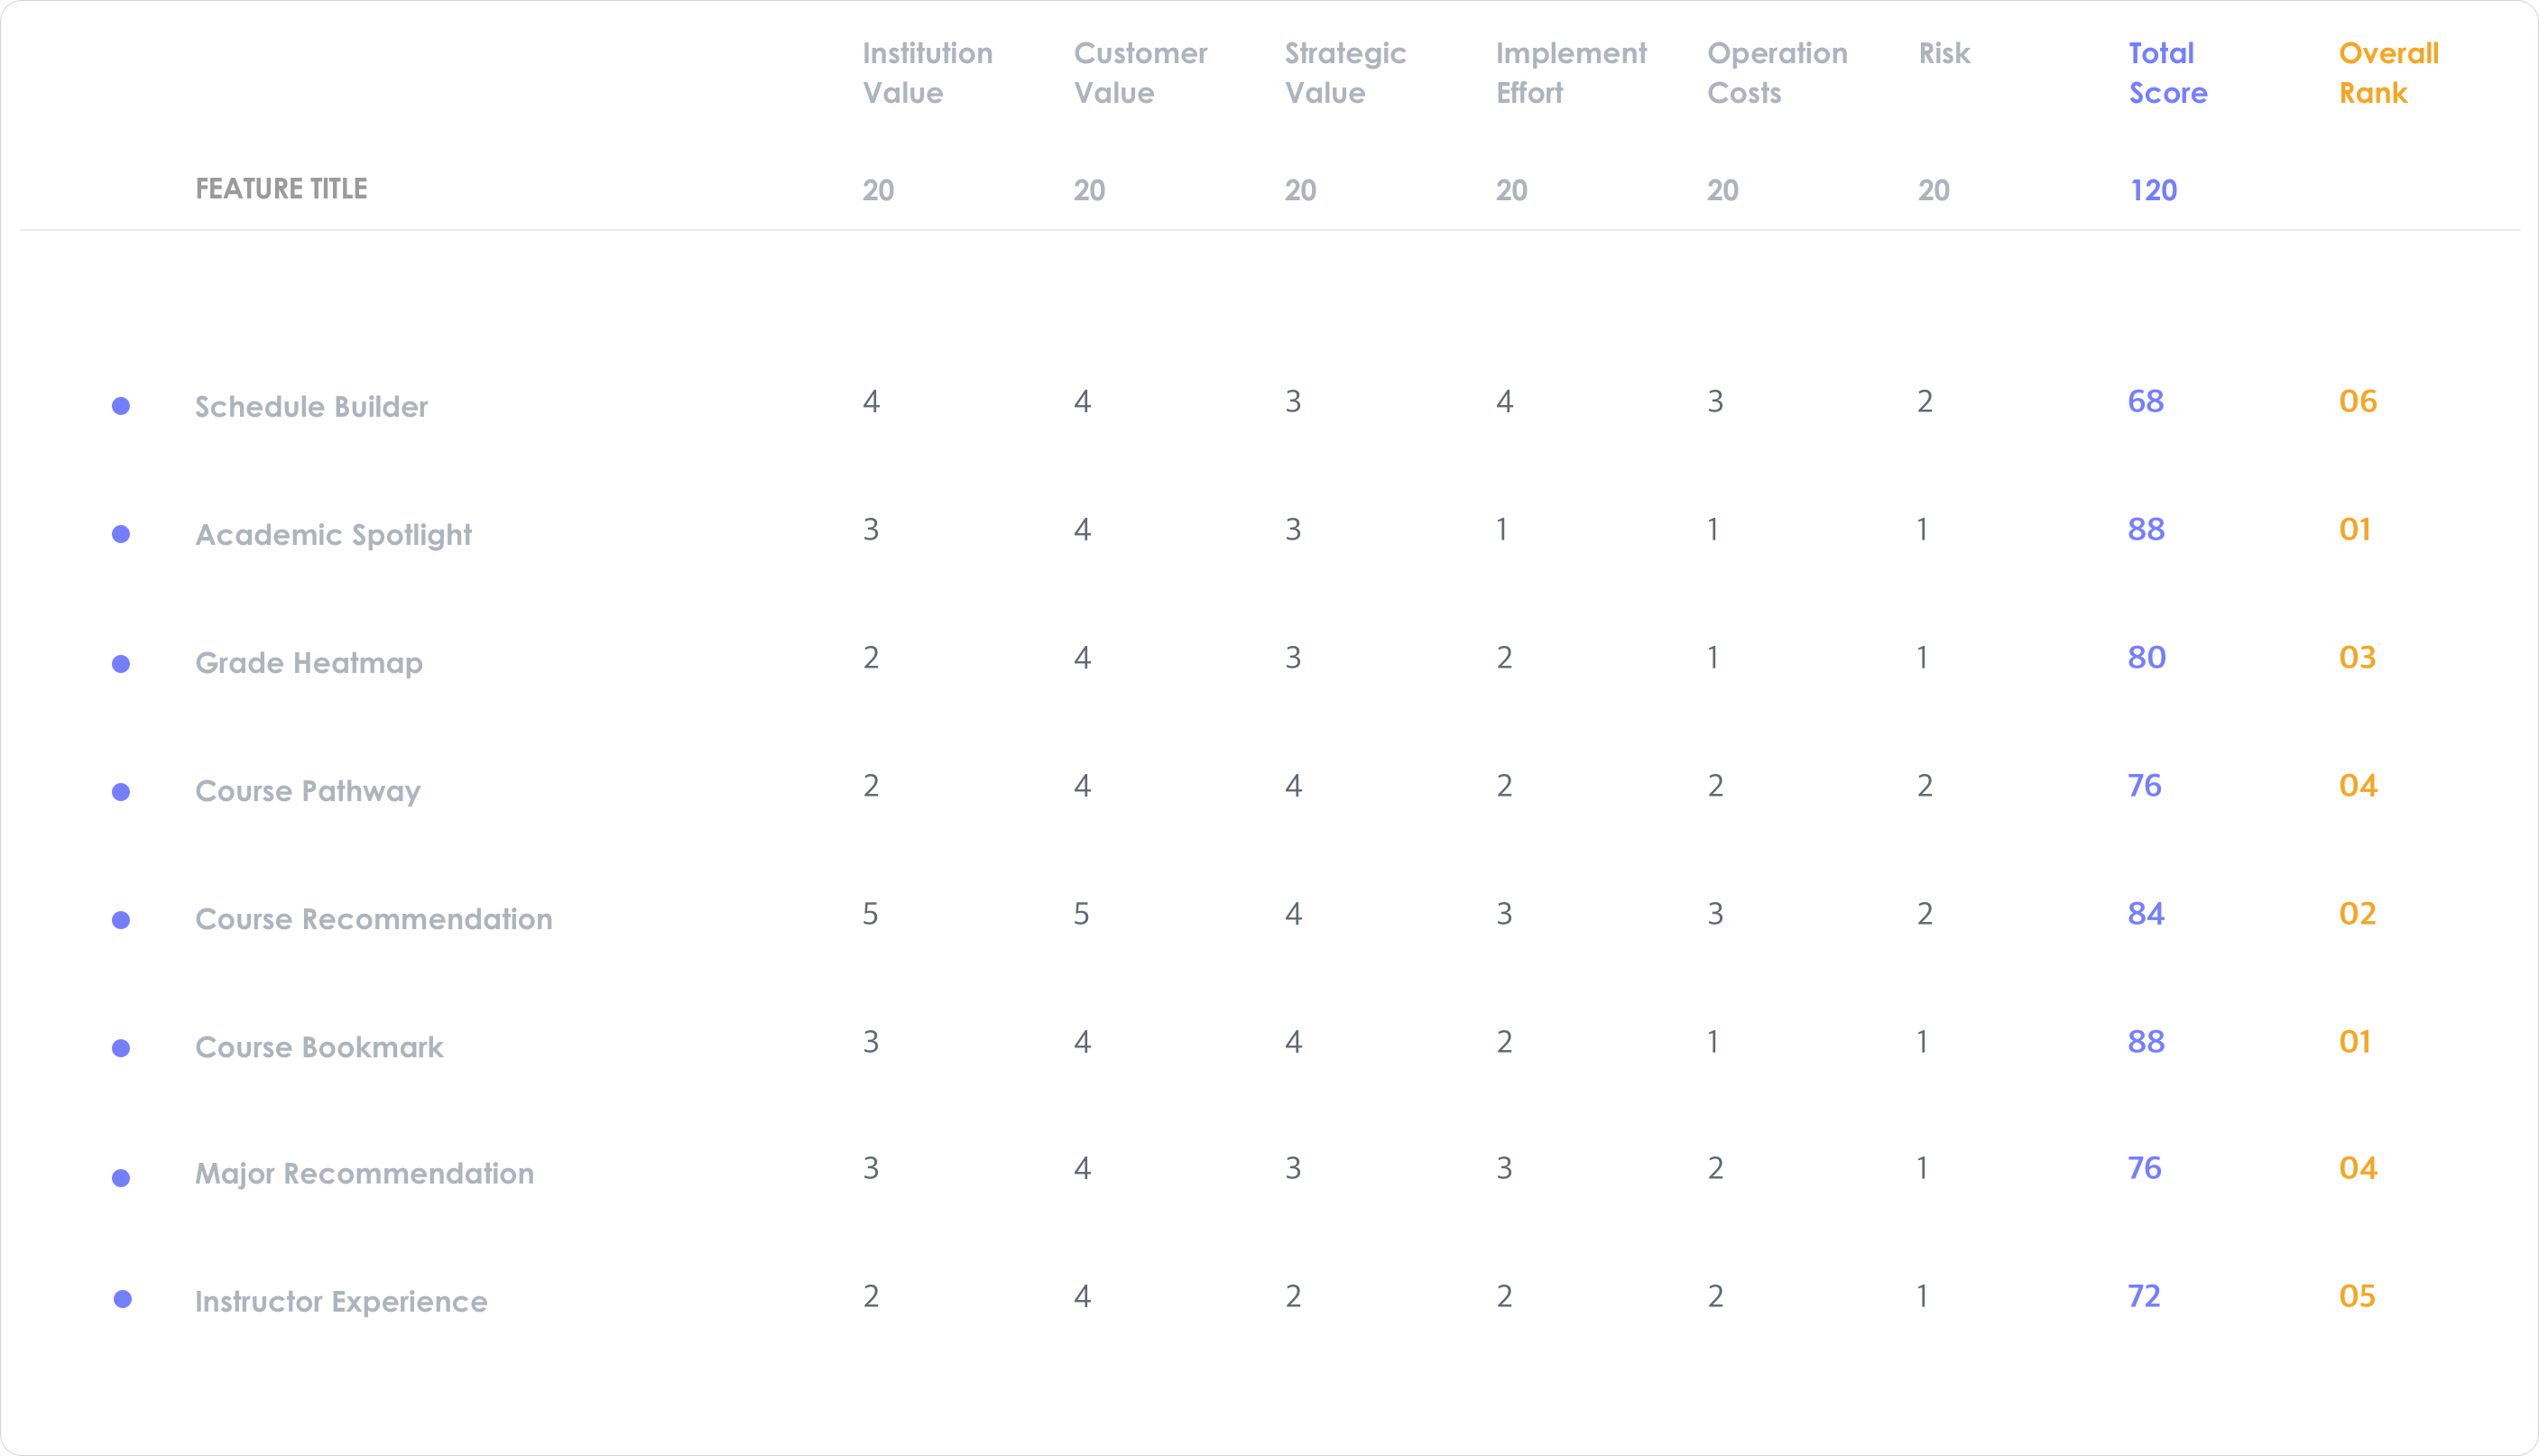 Institution Customer Strategic Implement Operation Risk Total Overall
Value Value Value Effort Costs Score Rank
FEATURE TITLE 20 20 20 20 20 20 120
Schedule Builder 4 4 3 4 3 2 68 06
Academic Spotlight 3 4 3 1 1 1 88 01
Grade Heatmap 2 4 3 2 1 1 80 03
Course Pathway 2 4 4 2 2 2 76 04
Course Recommendation 5 5 4 3 3 2 84 02
Course Bookmark 3 4 4 2 1 1 88 01
Major Recommendation 3 4 3 3 2 1 76 04
Instructor Experience 2 4 2 2 2 1 72 05